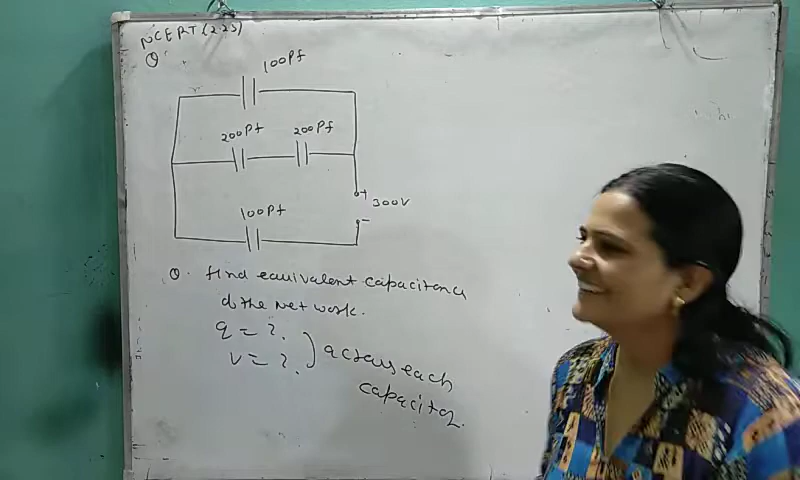 NCERT (2.25)
Q
100Pf
200Pf 200Pf
+
300V
-
100Pf
Q. find equivalent capacitance
of the Network.
q = ?.
v = ?.
across each
capacitor.